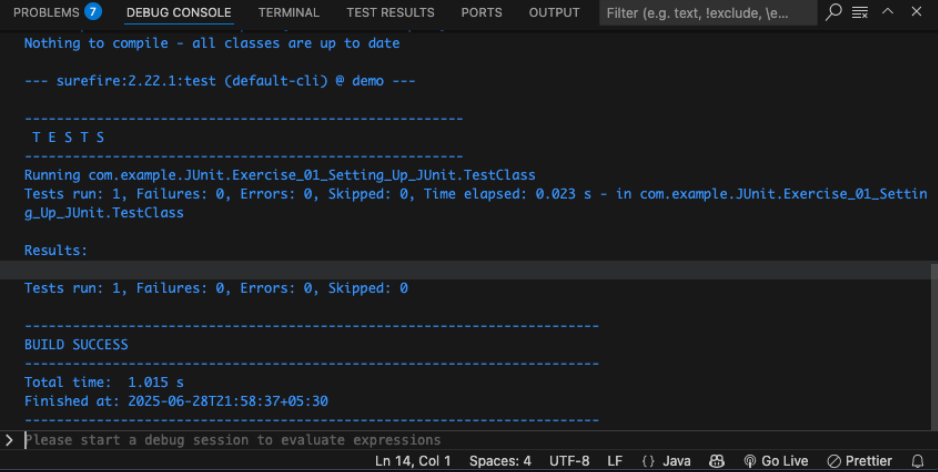 PROBLEMS 7 DEBUG CONSOLE TERMINAL TEST RESULTS PORTS OUTPUT Filter (e.g. text, !exclude, \e...
Nothing to compile - all classes are up to date
--- surefire:2.22.1:test (default-cli) @ demo ---
-------------------------------------------------------
T E S T S
-------------------------------------------------------
Running com.example.JUnit.Exercise_01_Setting_Up_JUnit.TestClass
Tests run: 1, Failures: 0, Errors: 0, Skipped: 0, Time elapsed: 0.023 s - in com.example.JUnit.Exercise_01_Settin
g_Up_JUnit.TestClass
Results:
Tests run: 1, Failures: 0, Errors: 0, Skipped: 0
------------------------------------------------------------------------
BUILD SUCCESS
------------------------------------------------------------------------
Total time:  1.015 s
Finished at: 2025-06-28T21:58:37+05:30
------------------------------------------------------------------------
Please start a debug session to evaluate expressions
Ln 14, Col 1 Spaces: 4 UTF-8 LF {} Java Go Live Prettier